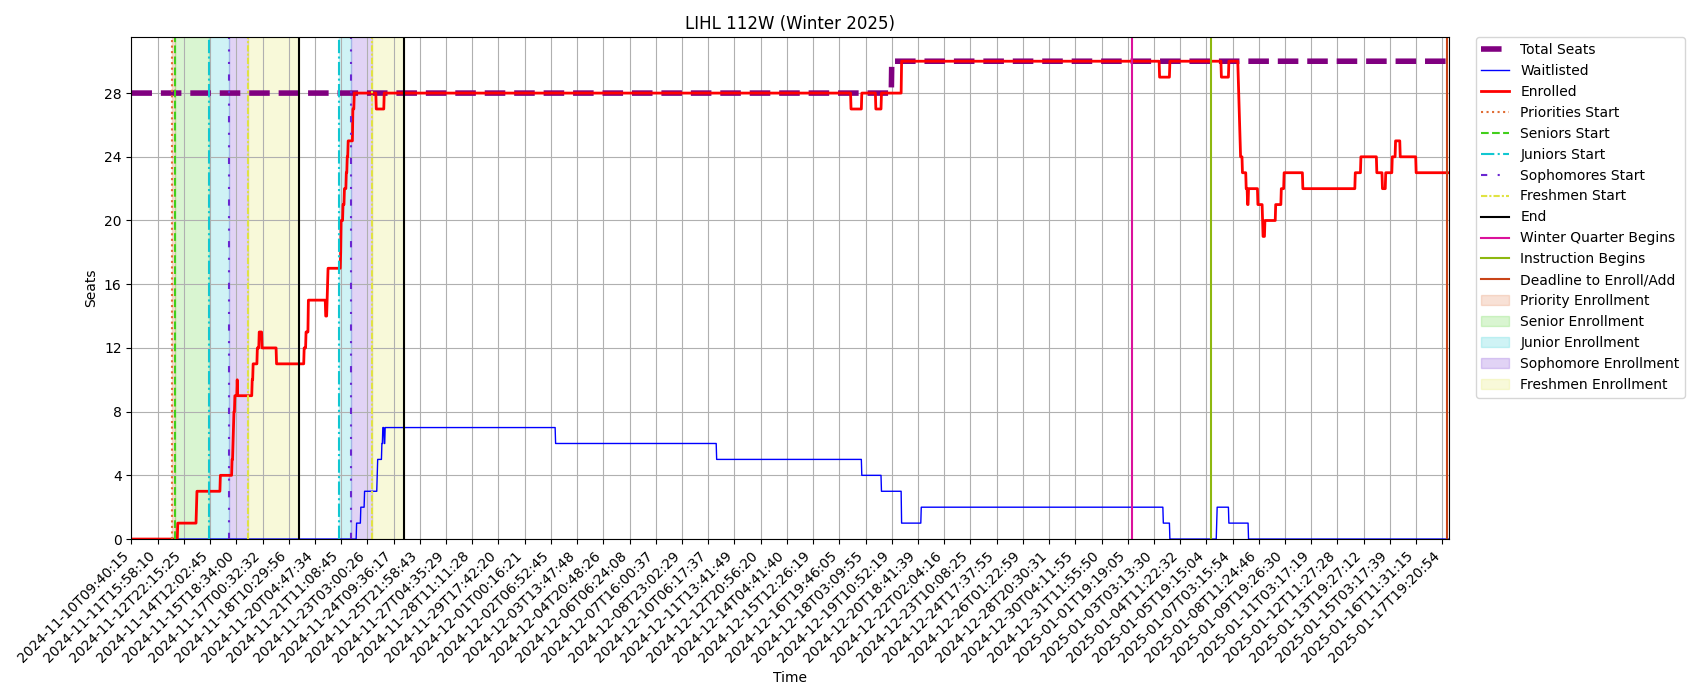 LIHL 112W (Winter 2025)
Total Seats
Waitlisted
Enrolled
Priorities Start
Seniors Start
Juniors Start
Sophomores Start
Freshmen Start
End
Winter Quarter Begins
Instruction Begins
Deadline to Enroll/Add
Priority Enrollment
Senior Enrollment
Junior Enrollment
Sophomore Enrollment
Freshmen Enrollment
Seats
28
24
20
16
12
8
4
0
2024-11-10T09:40:15
2024-11-11T15:58:10
2024-11-12T22:15:25
2024-11-14T12:02:45
2024-11-15T18:34:00
2024-11-17T00:32:32
2024-11-18T10:29:56
2024-11-20T04:47:34
2024-11-21T11:08:45
2024-11-23T03:00:26
2024-11-24T09:36:17
2024-11-25T21:58:43
2024-11-27T04:35:29
2024-11-28T11:11:28
2024-11-29T17:42:20
2024-12-01T00:16:21
2024-12-02T06:52:45
2024-12-03T13:47:48
2024-12-04T20:48:26
2024-12-06T06:24:08
2024-12-07T16:00:37
2024-12-08T23:02:29
2024-12-10T06:17:37
2024-12-11T13:41:49
2024-12-12T20:56:20
2024-12-14T04:41:40
2024-12-15T12:26:19
2024-12-16T19:46:05
2024-12-18T03:09:55
2024-12-19T10:52:19
2024-12-20T18:41:39
2024-12-22T02:04:16
2024-12-23T10:08:25
2024-12-24T17:37:55
2024-12-26T01:22:59
2024-12-28T20:30:31
2024-12-30T04:11:55
2024-12-31T11:55:50
2025-01-01T19:19:05
2025-01-03T03:13:30
2025-01-04T11:22:32
2025-01-05T19:15:04
2025-01-07T03:15:54
2025-01-08T11:24:46
2025-01-09T19:26:30
2025-01-11T03:17:19
2025-01-12T11:27:28
2025-01-13T19:27:12
2025-01-15T03:17:39
2025-01-16T11:31:15
2025-01-17T19:20:54
Time